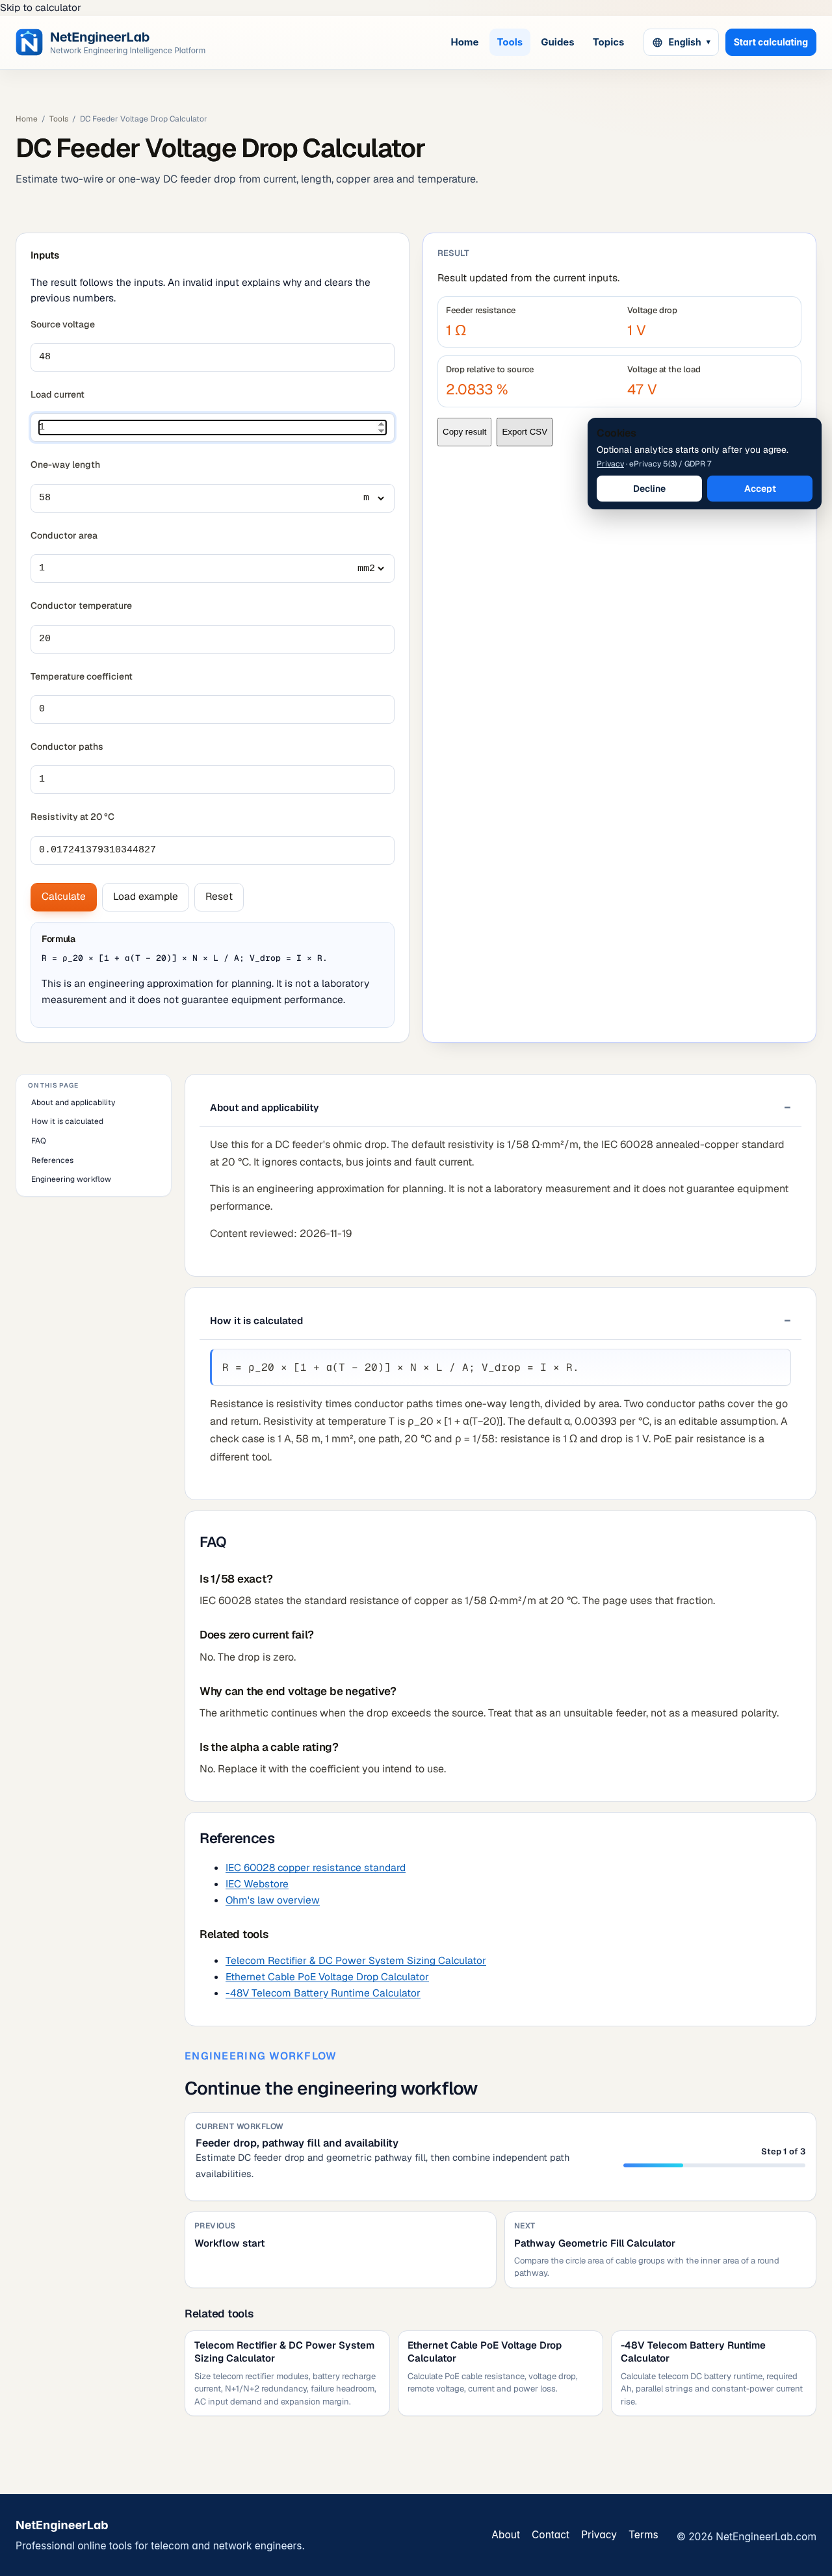 Skip to calculator
NetEngineerLab
Network Engineering Intelligence Platform
Home
Tools
Guides
Topics
English ▾
Start calculating
Home / Tools / DC Feeder Voltage Drop Calculator
DC Feeder Voltage Drop Calculator
Estimate two-wire or one-way DC feeder drop from current, length, copper area and temperature.
Inputs
The result follows the inputs. An invalid input explains why and clears the
previous numbers.
Source voltage
48
Load current
1
One-way length
58
m
Conductor area
1
mm2
Conductor temperature
20
Temperature coefficient
0
Conductor paths
1
Resistivity at 20 °C
0.017241379310344827
Calculate
Load example
Reset
Formula
R = ρ_20 × [1 + α(T − 20)] × N × L / A; V_drop = I × R.
This is an engineering approximation for planning. It is not a laboratory
measurement and it does not guarantee equipment performance.
RESULT
Result updated from the current inputs.
Feeder resistance
1 Ω
Voltage drop
1 V
Drop relative to source
2.0833 %
Voltage at the load
47 V
Copy result
Export CSV
Cookies
Optional analytics starts only after you agree.
Privacy · ePrivacy 5(3) / GDPR 7
Decline
Accept
ON THIS PAGE
About and applicability
How it is calculated
FAQ
References
Engineering workflow
About and applicability
Use this for a DC feeder's ohmic drop. The default resistivity is 1/58 Ω·mm²/m, the IEC 60028 annealed-copper standard
at 20 °C. It ignores contacts, bus joints and fault current.
This is an engineering approximation for planning. It is not a laboratory measurement and it does not guarantee equipment
performance.
Content reviewed: 2026-11-19
How it is calculated
R = ρ_20 × [1 + α(T − 20)] × N × L / A; V_drop = I × R.
Resistance is resistivity times conductor paths times one-way length, divided by area. Two conductor paths cover the go
and return. Resistivity at temperature T is ρ_20 × [1 + α(T−20)]. The default α, 0.00393 per °C, is an editable assumption. A
check case is 1 A, 58 m, 1 mm², one path, 20 °C and ρ = 1/58: resistance is 1 Ω and drop is 1 V. PoE pair resistance is a
different tool.
FAQ
Is 1/58 exact?
IEC 60028 states the standard resistance of copper as 1/58 Ω·mm²/m at 20 °C. The page uses that fraction.
Does zero current fail?
No. The drop is zero.
Why can the end voltage be negative?
The arithmetic continues when the drop exceeds the source. Treat that as an unsuitable feeder, not as a measured polarity.
Is the alpha a cable rating?
No. Replace it with the coefficient you intend to use.
References
IEC 60028 copper resistance standard
IEC Webstore
Ohm's law overview
Related tools
Telecom Rectifier & DC Power System Sizing Calculator
Ethernet Cable PoE Voltage Drop Calculator
-48V Telecom Battery Runtime Calculator
ENGINEERING WORKFLOW
Continue the engineering workflow
CURRENT WORKFLOW
Feeder drop, pathway fill and availability
Estimate DC feeder drop and geometric pathway fill, then combine independent path
availabilities.
Step 1 of 3
PREVIOUS
Workflow start
NEXT
Pathway Geometric Fill Calculator
Compare the circle area of cable groups with the inner area of a round
pathway.
Related tools
Telecom Rectifier & DC Power System
Sizing Calculator
Size telecom rectifier modules, battery recharge
current, N+1/N+2 redundancy, failure headroom,
AC input demand and expansion margin.
Ethernet Cable PoE Voltage Drop
Calculator
Calculate PoE cable resistance, voltage drop,
remote voltage, current and power loss.
-48V Telecom Battery Runtime
Calculator
Calculate telecom DC battery runtime, required
Ah, parallel strings and constant-power current
rise.
NetEngineerLab
Professional online tools for telecom and network engineers.
About
Contact
Privacy
Terms
© 2026 NetEngineerLab.com